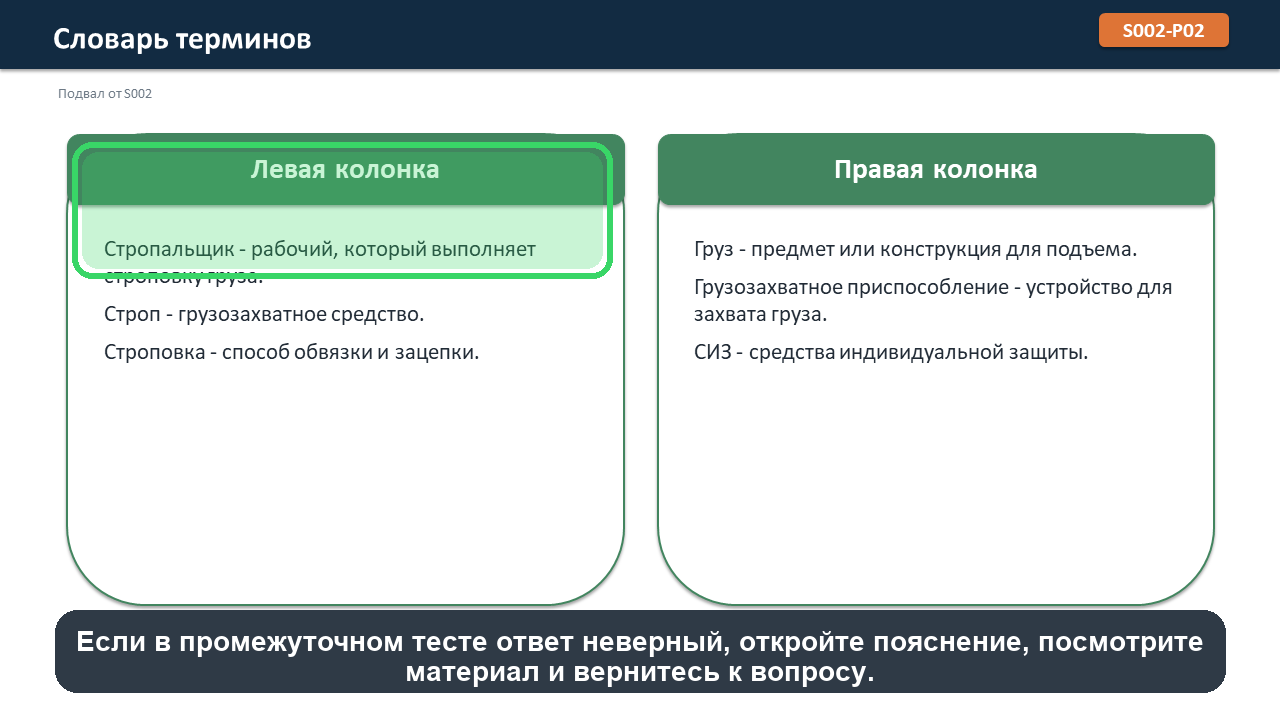 Словарь терминов
S002-P02
Подвал от S002
Левая колонка
Стропальщик - рабочий, который выполняет
строповку груза.
Строп - грузозахватное средство.
Строповка - способ обвязки и зацепки.
Правая колонка
Груз - предмет или конструкция для подъема.
Грузозахватное приспособление - устройство для
захвата груза.
СИЗ - средства индивидуальной защиты.
Если в промежуточном тесте ответ неверный, откройте пояснение, посмотрите
материал и вернитесь к вопросу.